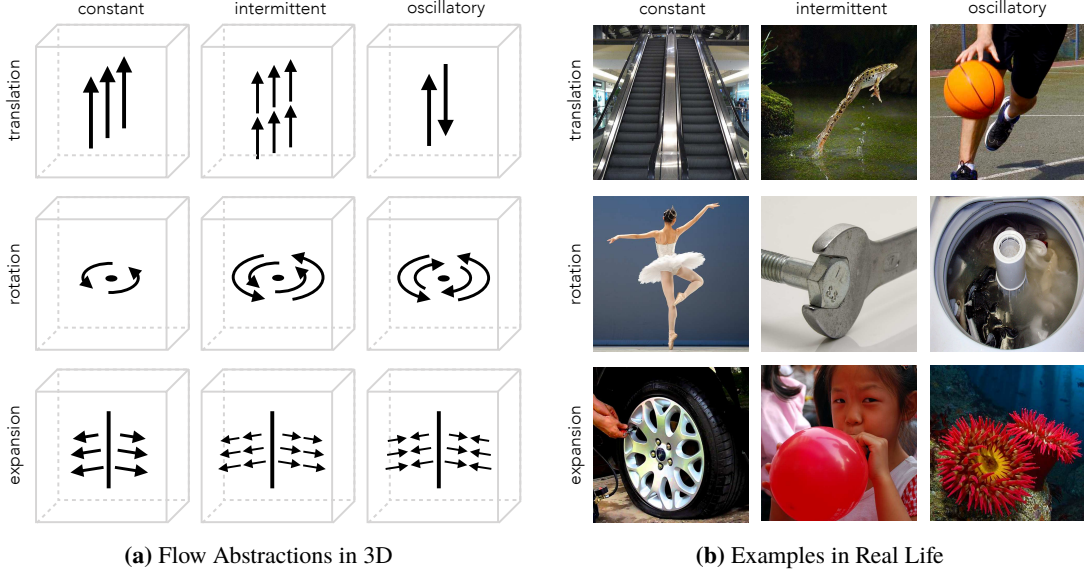 constant intermittent oscillatory
translation
rotation
expansion
(a) Flow Abstractions in 3D
constant intermittent oscillatory
translation
rotation
expansion
(b) Examples in Real Life